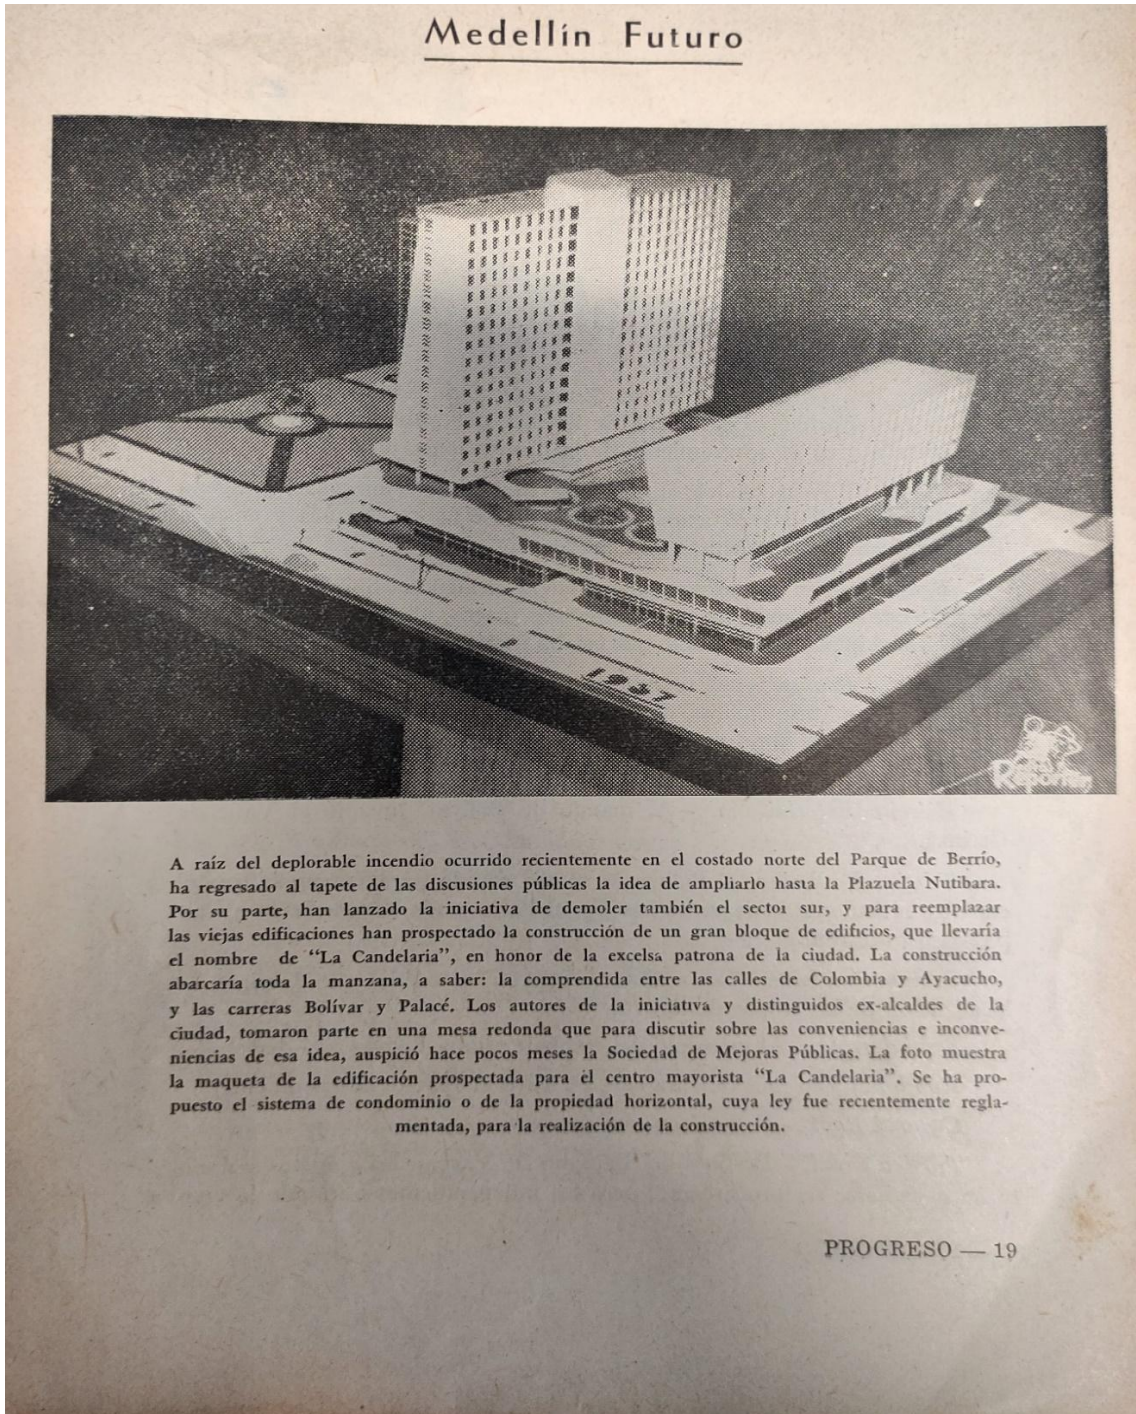 Medellín Futuro
1957
Reporter
A raíz del deplorable incendio ocurrido recientemente en el costado norte del Parque de Berrío,
ha regresado al tapete de las discusiones públicas la idea de ampliarlo hasta la Plazuela Nutibara.
Por su parte, han lanzado la iniciativa de demoler también el sector sur, y para reemplazar
las viejas edificaciones han prospectado la construcción de un gran bloque de edificios, que llevaría
el nombre de “La Candelaria”, en honor de la excelsa patrona de la ciudad. La construcción
abarcaría toda la manzana, a saber: la comprendida entre las calles de Colombia y Ayacucho,
y las carreras Bolívar y Palacé. Los autores de la iniciativa y distinguidos ex-alcaldes de la
ciudad, tomaron parte en una mesa redonda que para discutir sobre las conveniencias e inconve-
niencias de esa idea, auspició hace pocos meses la Sociedad de Mejoras Públicas. La foto muestra
la maqueta de la edificación prospectada para el centro mayorista “La Candelaria”. Se ha pro-
puesto el sistema de condominio o de la propiedad horizontal, cuya ley fue recientemente regla-
mentada, para la realización de la construcción.
PROGRESO — 19